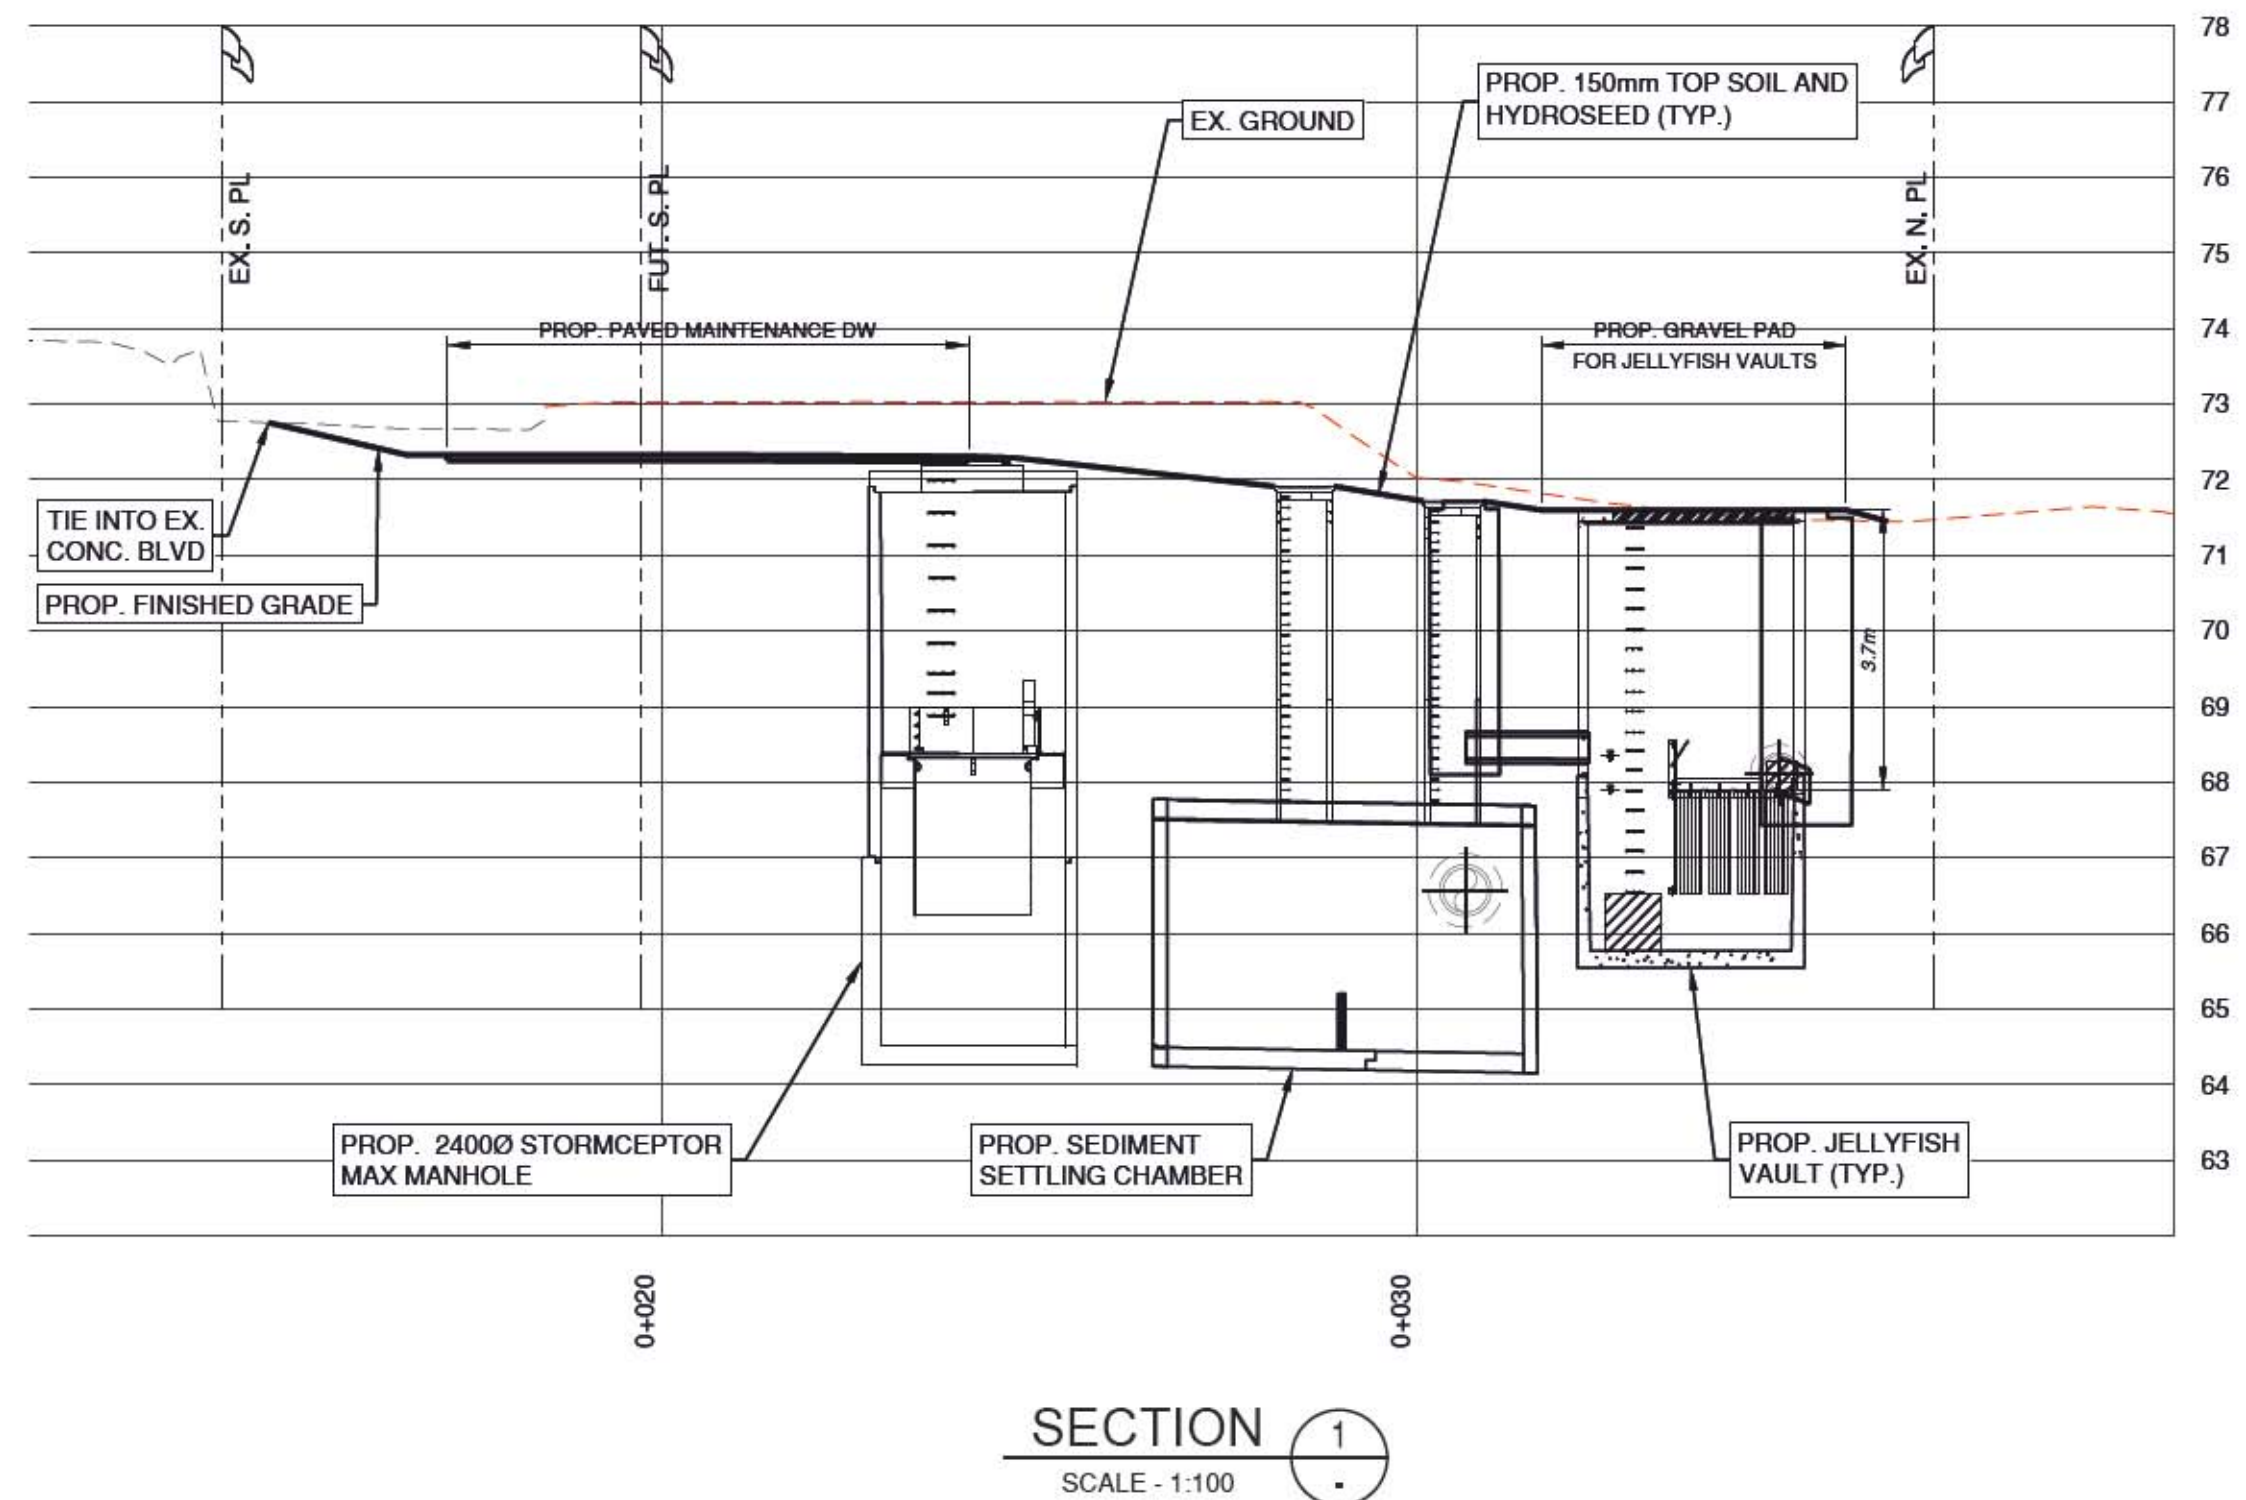 78
77
76
75
74
73
72
71
70
69
68
67
66
65
64
63
EX. S. PL
FUT. S. PL
EX. N. PL
EX. GROUND
PROP. 150mm TOP SOIL AND
HYDROSEED (TYP.)
PROP. PAVED MAINTENANCE DW
PROP. GRAVEL PAD
FOR JELLYFISH VAULTS
TIE INTO EX.
CONC. BLVD
PROP. FINISHED GRADE
3.7m
PROP. 2400Ø STORMCEPTOR
MAX MANHOLE
PROP. SEDIMENT
SETTLING CHAMBER
PROP. JELLYFISH
VAULT (TYP.)
0+020
0+030
SECTION 1
SCALE - 1:100 -